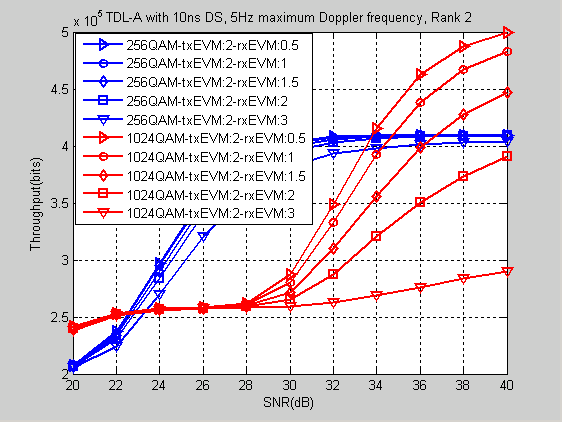 x 10^5 TDL-A with 10ns DS, 5Hz maximum Doppler frequency, Rank 2
5
4.5
4
3.5
3
2.5
2
Throughput(bits)
256QAM-txEVM:2-rxEVM:0.5
256QAM-txEVM:2-rxEVM:1
256QAM-txEVM:2-rxEVM:1.5
256QAM-txEVM:2-rxEVM:2
256QAM-txEVM:2-rxEVM:3
1024QAM-txEVM:2-rxEVM:0.5
1024QAM-txEVM:2-rxEVM:1
1024QAM-txEVM:2-rxEVM:1.5
1024QAM-txEVM:2-rxEVM:2
1024QAM-txEVM:2-rxEVM:3
20 22 24 26 28 30 32 34 36 38 40
SNR(dB)